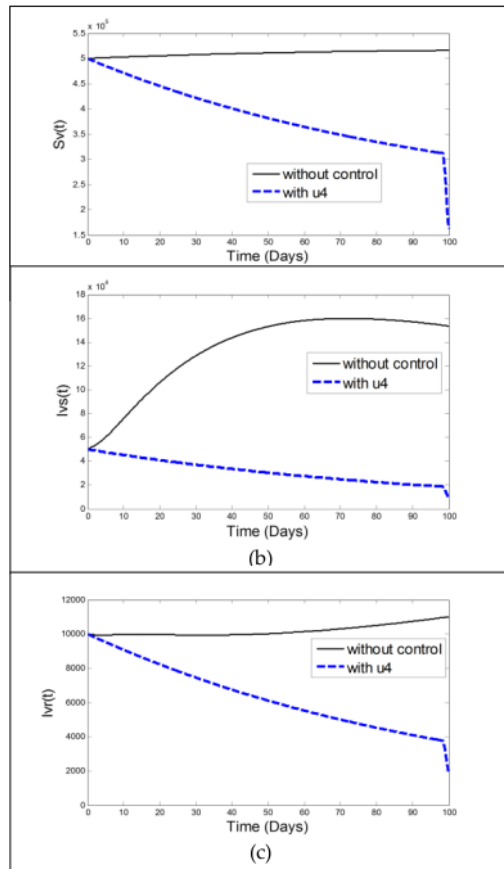 x 10^5
5.5
5
4.5
4
3.5
3
2.5
2
1.5
Sv(t)
without control
with u4
0 10 20 30 40 50 60 70 80 90 100
Time (Days)
x 10^4
18
16
14
12
10
8
6
4
2
0
Ivs(t)
without control
with u4
0 10 20 30 40 50 60 70 80 90 100
Time (Days)
(b)
12000
10000
8000
6000
4000
2000
0
Ivr(t)
without control
with u4
0 10 20 30 40 50 60 70 80 90 100
Time (Days)
(c)